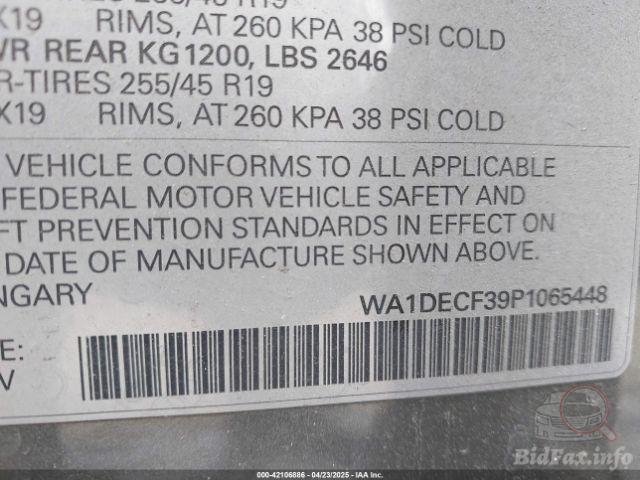 R19
X19 RIMS, AT 260 KPA 38 PSI COLD
WR REAR KG1200, LBS 2646
R-TIRES 255/45 R19
X19 RIMS, AT 260 KPA 38 PSI COLD
VEHICLE CONFORMS TO ALL APPLICABLE
FEDERAL MOTOR VEHICLE SAFETY AND
FT PREVENTION STANDARDS IN EFFECT ON
DATE OF MANUFACTURE SHOWN ABOVE.
NGARY
WA1DECF39P1065448
E:
V
BidFax.info
000-42106886 - 04/23/2025 - IAA Inc.